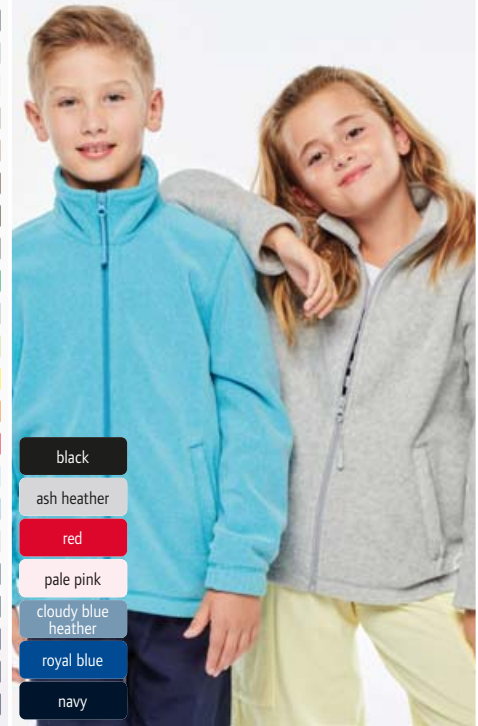 black
ash heather
red
pale pink
cloudy blue
heather
royal blue
navy